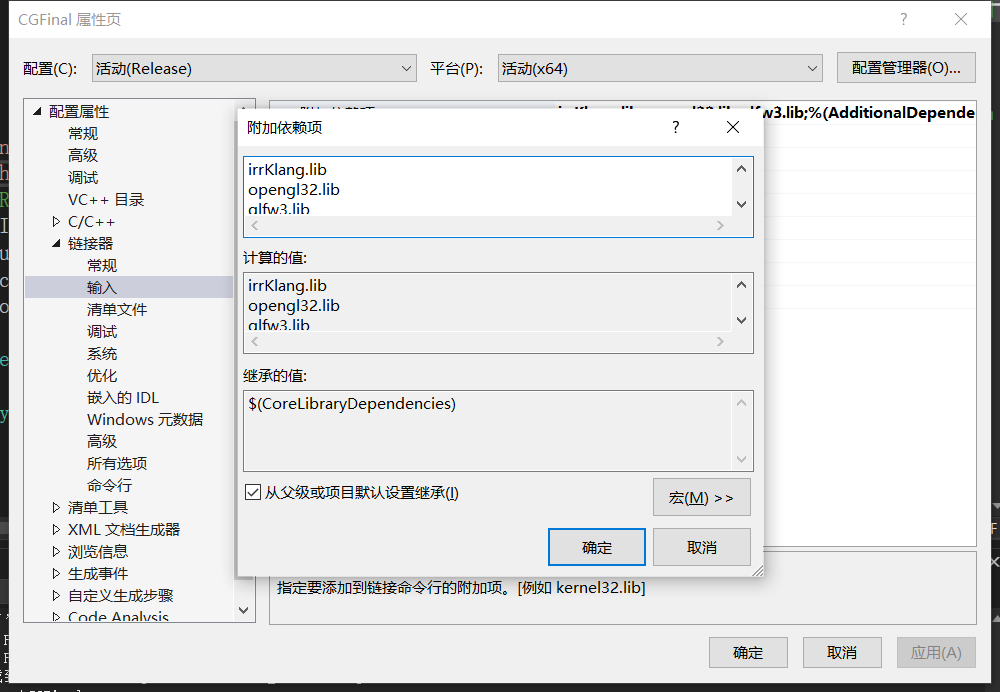 CGFinal 属性页
配置(C):
活动(Release)
平台(P):
活动(x64)
配置管理器(O)...
配置属性
常规
高级
调试
VC++ 目录
C/C++
链接器
常规
输入
清单文件
调试
系统
优化
嵌入的 IDL
Windows 元数据
高级
所有选项
命令行
清单工具
XML 文档生成器
浏览信息
生成事件
自定义生成步骤
Code Analysis
fw3.lib;%(AdditionalDepende
附加依赖项
?
irrKlang.lib
opengl32.lib
glfw3.lib
计算的值:
irrKlang.lib
opengl32.lib
glfw3.lib
继承的值:
$(CoreLibraryDependencies)
从父级或项目默认设置继承(I)
宏(M) >>
确定
取消
指定要添加到链接命令行的附加项。[例如 kernel32.lib]
确定
取消
应用(A)